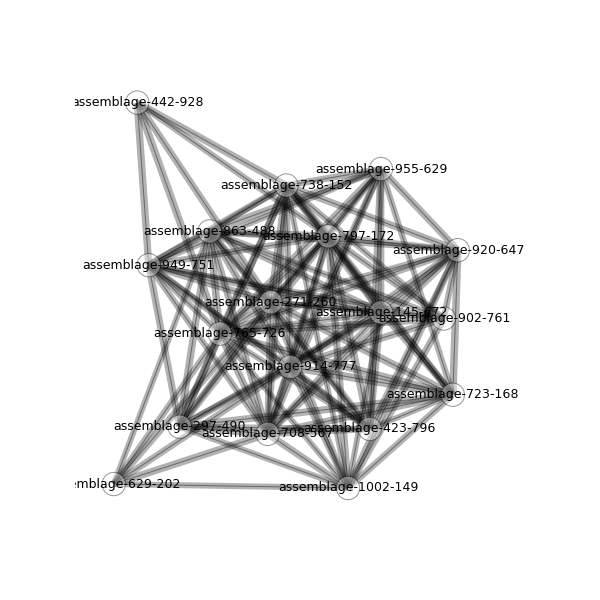 assemblage-442-928
assemblage-955-629
assemblage-738-152
assemblage-863-488
assemblage-797-172
assemblage-920-647
assemblage-949-751
assemblage-271-260
assemblage-145-672
assemblage-902-761
assemblage-765-726
assemblage-914-777
assemblage-723-168
assemblage-297-490
assemblage-708-567
assemblage-423-796
mblage-629-202
assemblage-1002-149